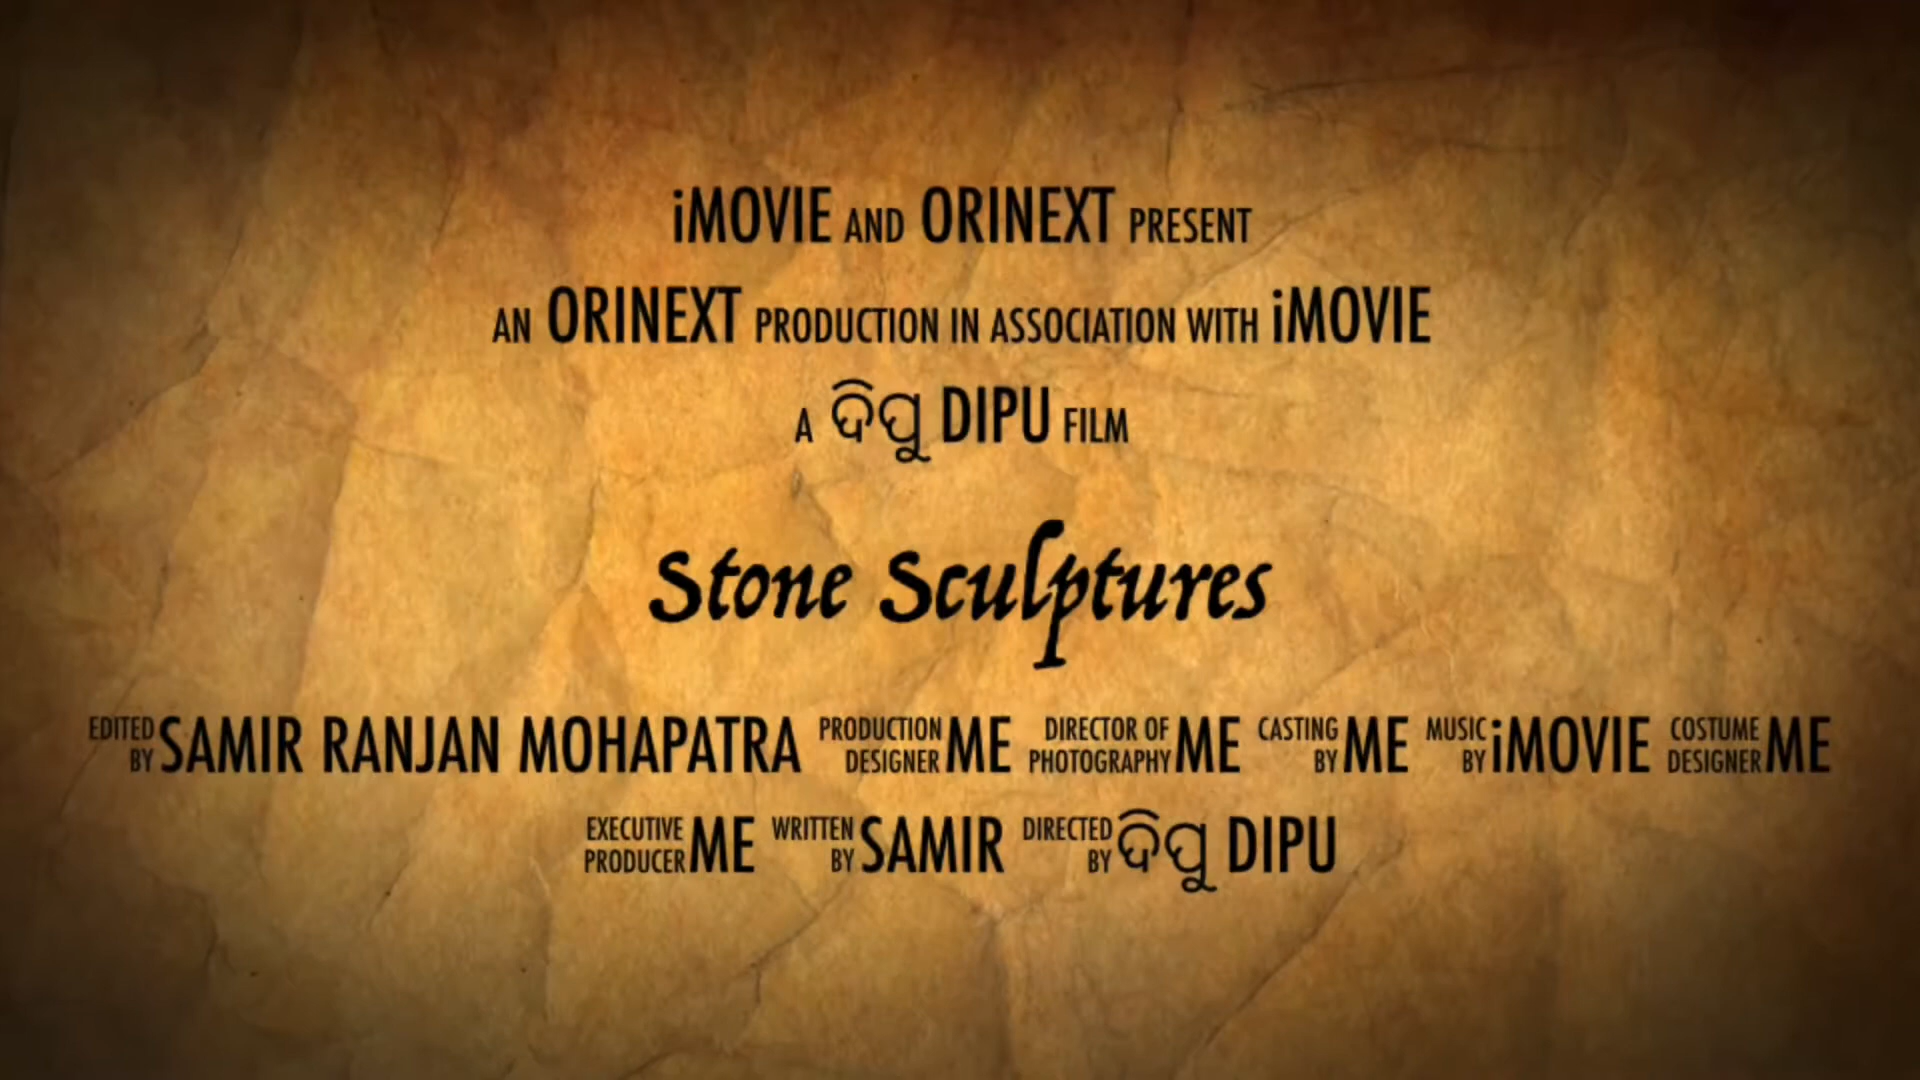 iMOVIE AND ORINEXT PRESENT
AN ORINEXT PRODUCTION IN ASSOCIATION WITH iMOVIE
A ଦିପୁ DIPU FILM
Stone Sculptures
EDITED BY SAMIR RANJAN MOHAPATRA PRODUCTION DESIGNER ME DIRECTOR OF PHOTOGRAPHY ME CASTING BY ME MUSIC BY iMOVIE COSTUME DESIGNER ME
EXECUTIVE PRODUCER ME WRITTEN BY SAMIR DIRECTED BY ଦିପୁ DIPU